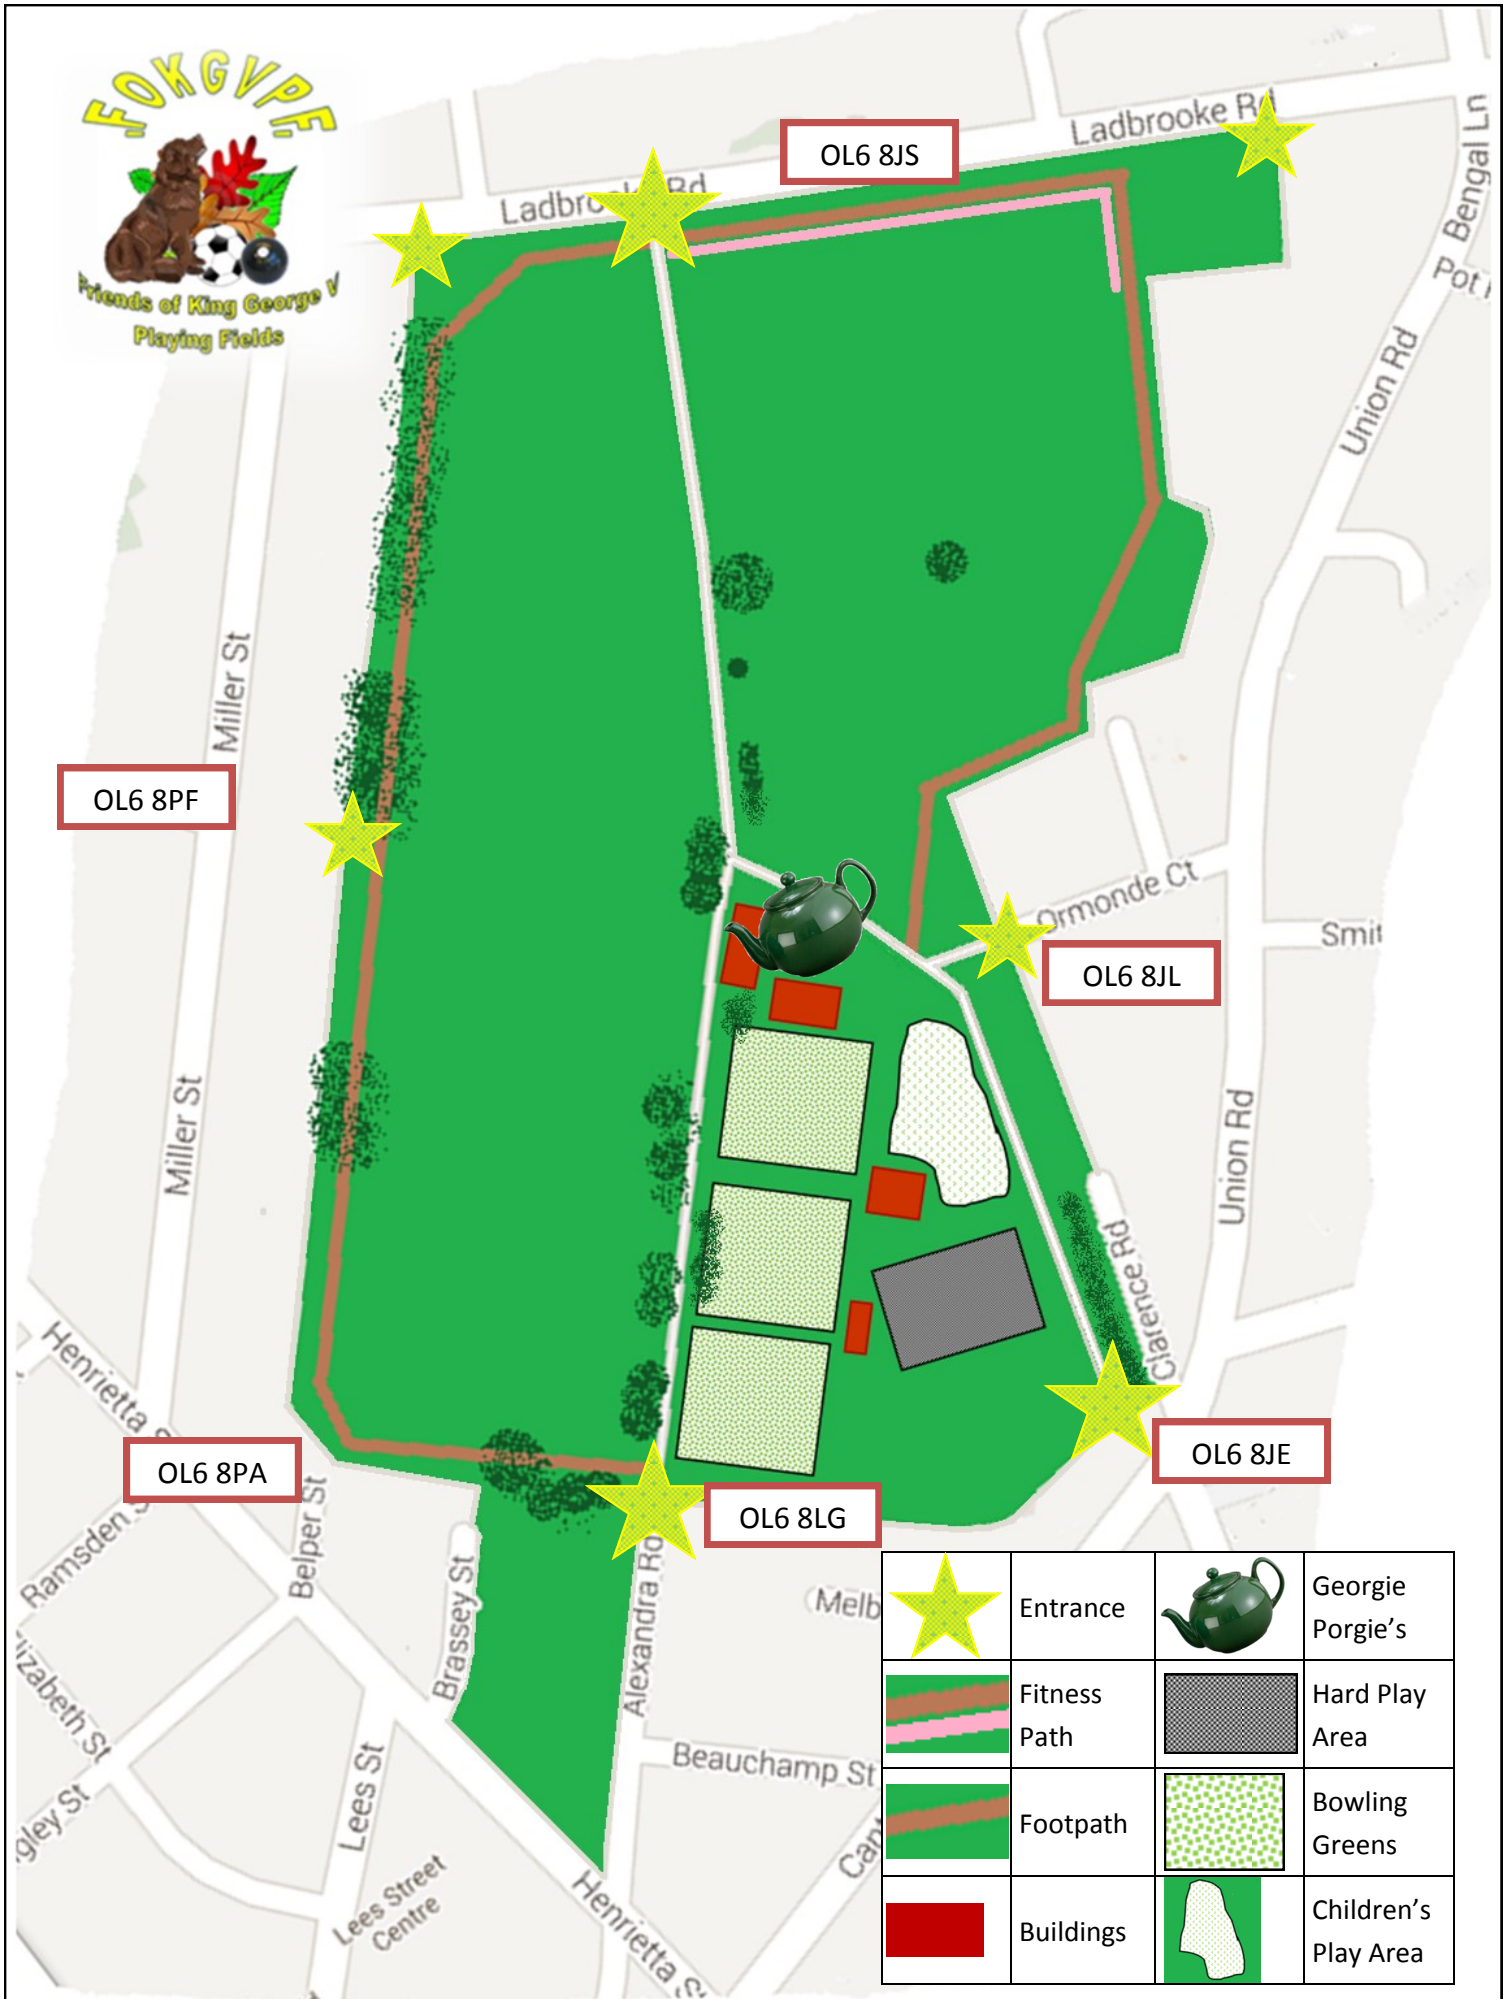 FOKGVPF
Friends of King George V
Playing Fields
OL6 8JS
Ladbrooke Rd
Ladbrooke Rd
Bengal Ln
Union Rd
Miller St
OL6 8PF
Ormonde Ct
Smit
OL6 8JL
Miller St
Union Rd
Clarence Rd
Henrietta
OL6 8PA
OL6 8JE
OL6 8LG
Ramsden
Belper St
Brassey St
Alexandra Ro
Melb
lizabeth St
Lees St
Beauchamp St
gley St
Lees Street
Centre
Henrietta St
Entrance
Georgie
Porgie’s
Fitness
Path
Hard Play
Area
Footpath
Bowling
Greens
Buildings
Children’s
Play Area